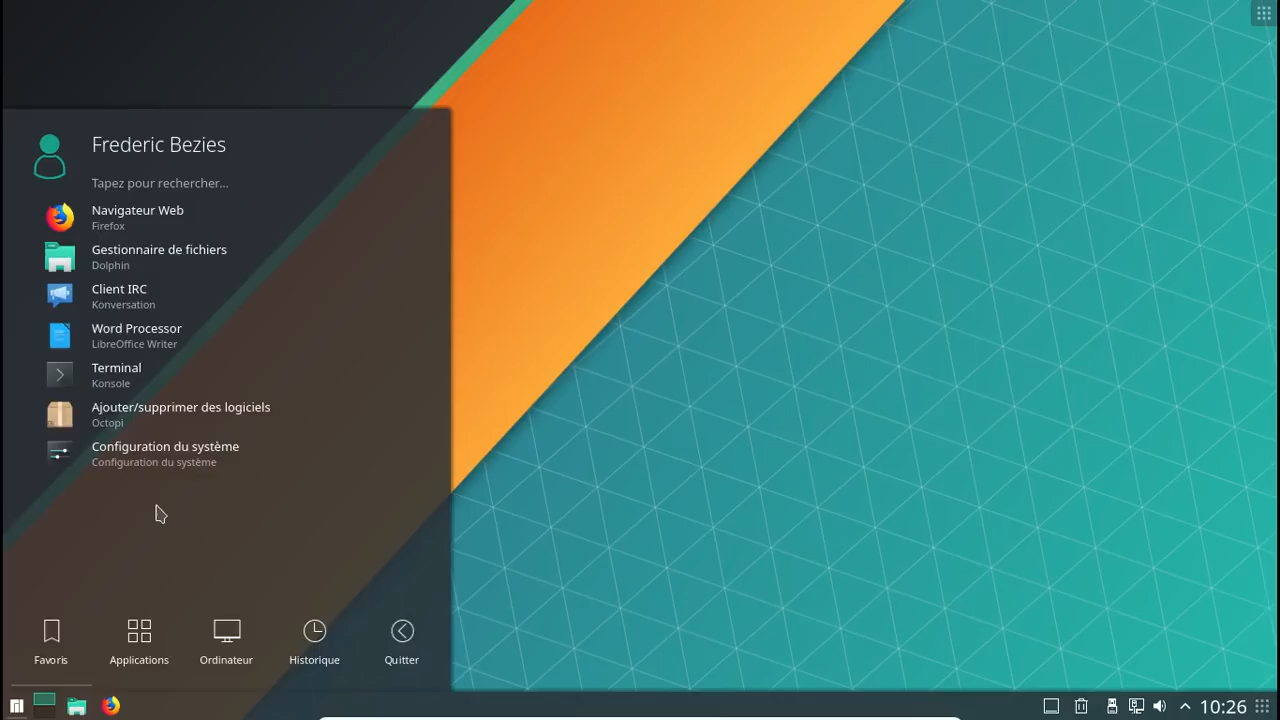 Frederic Bezies
Tapez pour rechercher...
Navigateur Web
Firefox
Gestionnaire de fichiers
Dolphin
Client IRC
Konversation
Word Processor
LibreOffice Writer
Terminal
Konsole
Ajouter/supprimer des logiciels
Octopi
Configuration du système
Configuration du système
Favoris
Applications
Ordinateur
Historique
Quitter
10:26